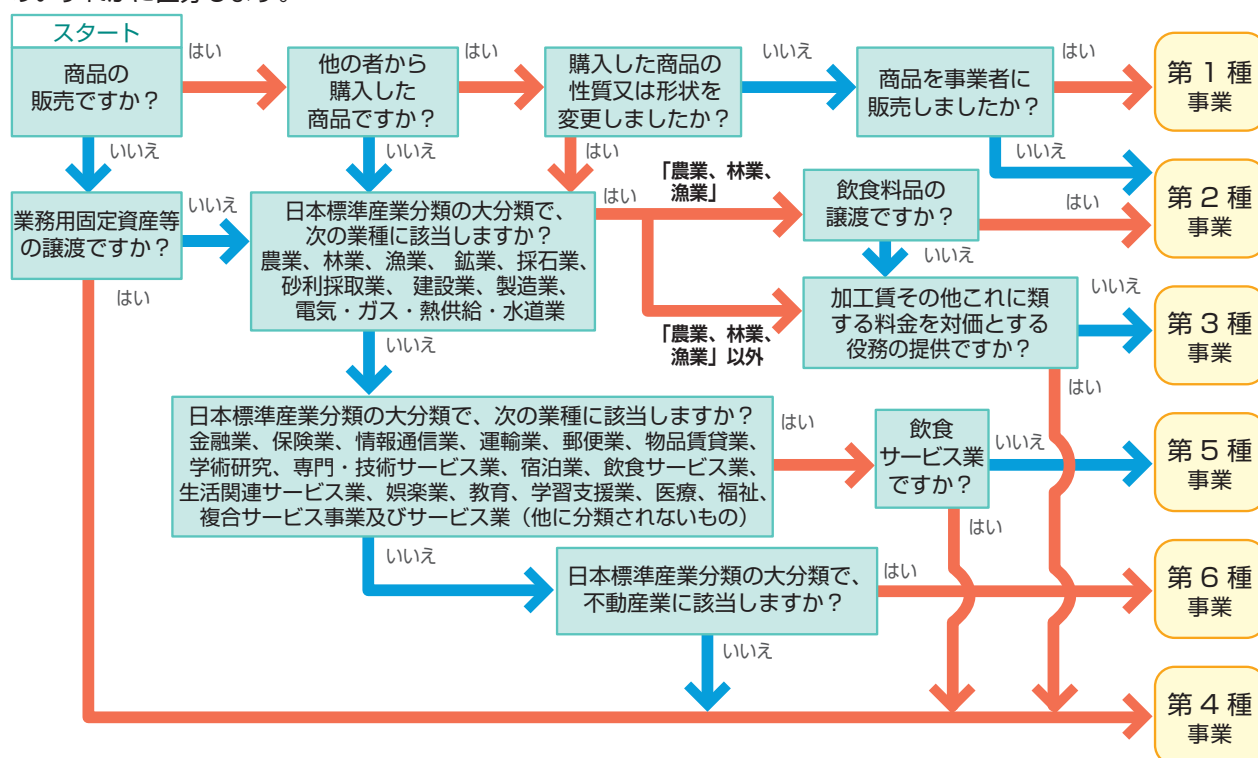 スタート
商品の
販売ですか？
はい
いいえ
他の者から
購入した
商品ですか？
はい
いいえ
購入した商品の
性質又は形状を
変更しましたか？
いいえ
はい
商品を事業者に
販売しましたか？
はい
いいえ
第1種
事業
業務用固定資産等
の譲渡ですか？
いいえ
はい
日本標準産業分類の大分類で、
次の業種に該当しますか？
農業、林業、漁業、鉱業、採石業、
砂利採取業、建設業、製造業、
電気・ガス・熱供給・水道業
はい
いいえ
「農業、林業、
漁業」
「農業、林業、
漁業」以外
飲食料品の
譲渡ですか？
はい
いいえ
第2種
事業
加工賃その他これに類
する料金を対価とする
役務の提供ですか？
いいえ
はい
第3種
事業
日本標準産業分類の大分類で、次の業種に該当しますか？
金融業、保険業、情報通信業、運輸業、郵便業、物品賃貸業、
学術研究、専門・技術サービス業、宿泊業、飲食サービス業、
生活関連サービス業、娯楽業、教育、学習支援業、医療、福祉、
複合サービス事業及びサービス業（他に分類されないもの）
はい
いいえ
飲食
サービス業
ですか？
いいえ
はい
第5種
事業
日本標準産業分類の大分類で、
不動産業に該当しますか？
はい
いいえ
第6種
事業
第4種
事業